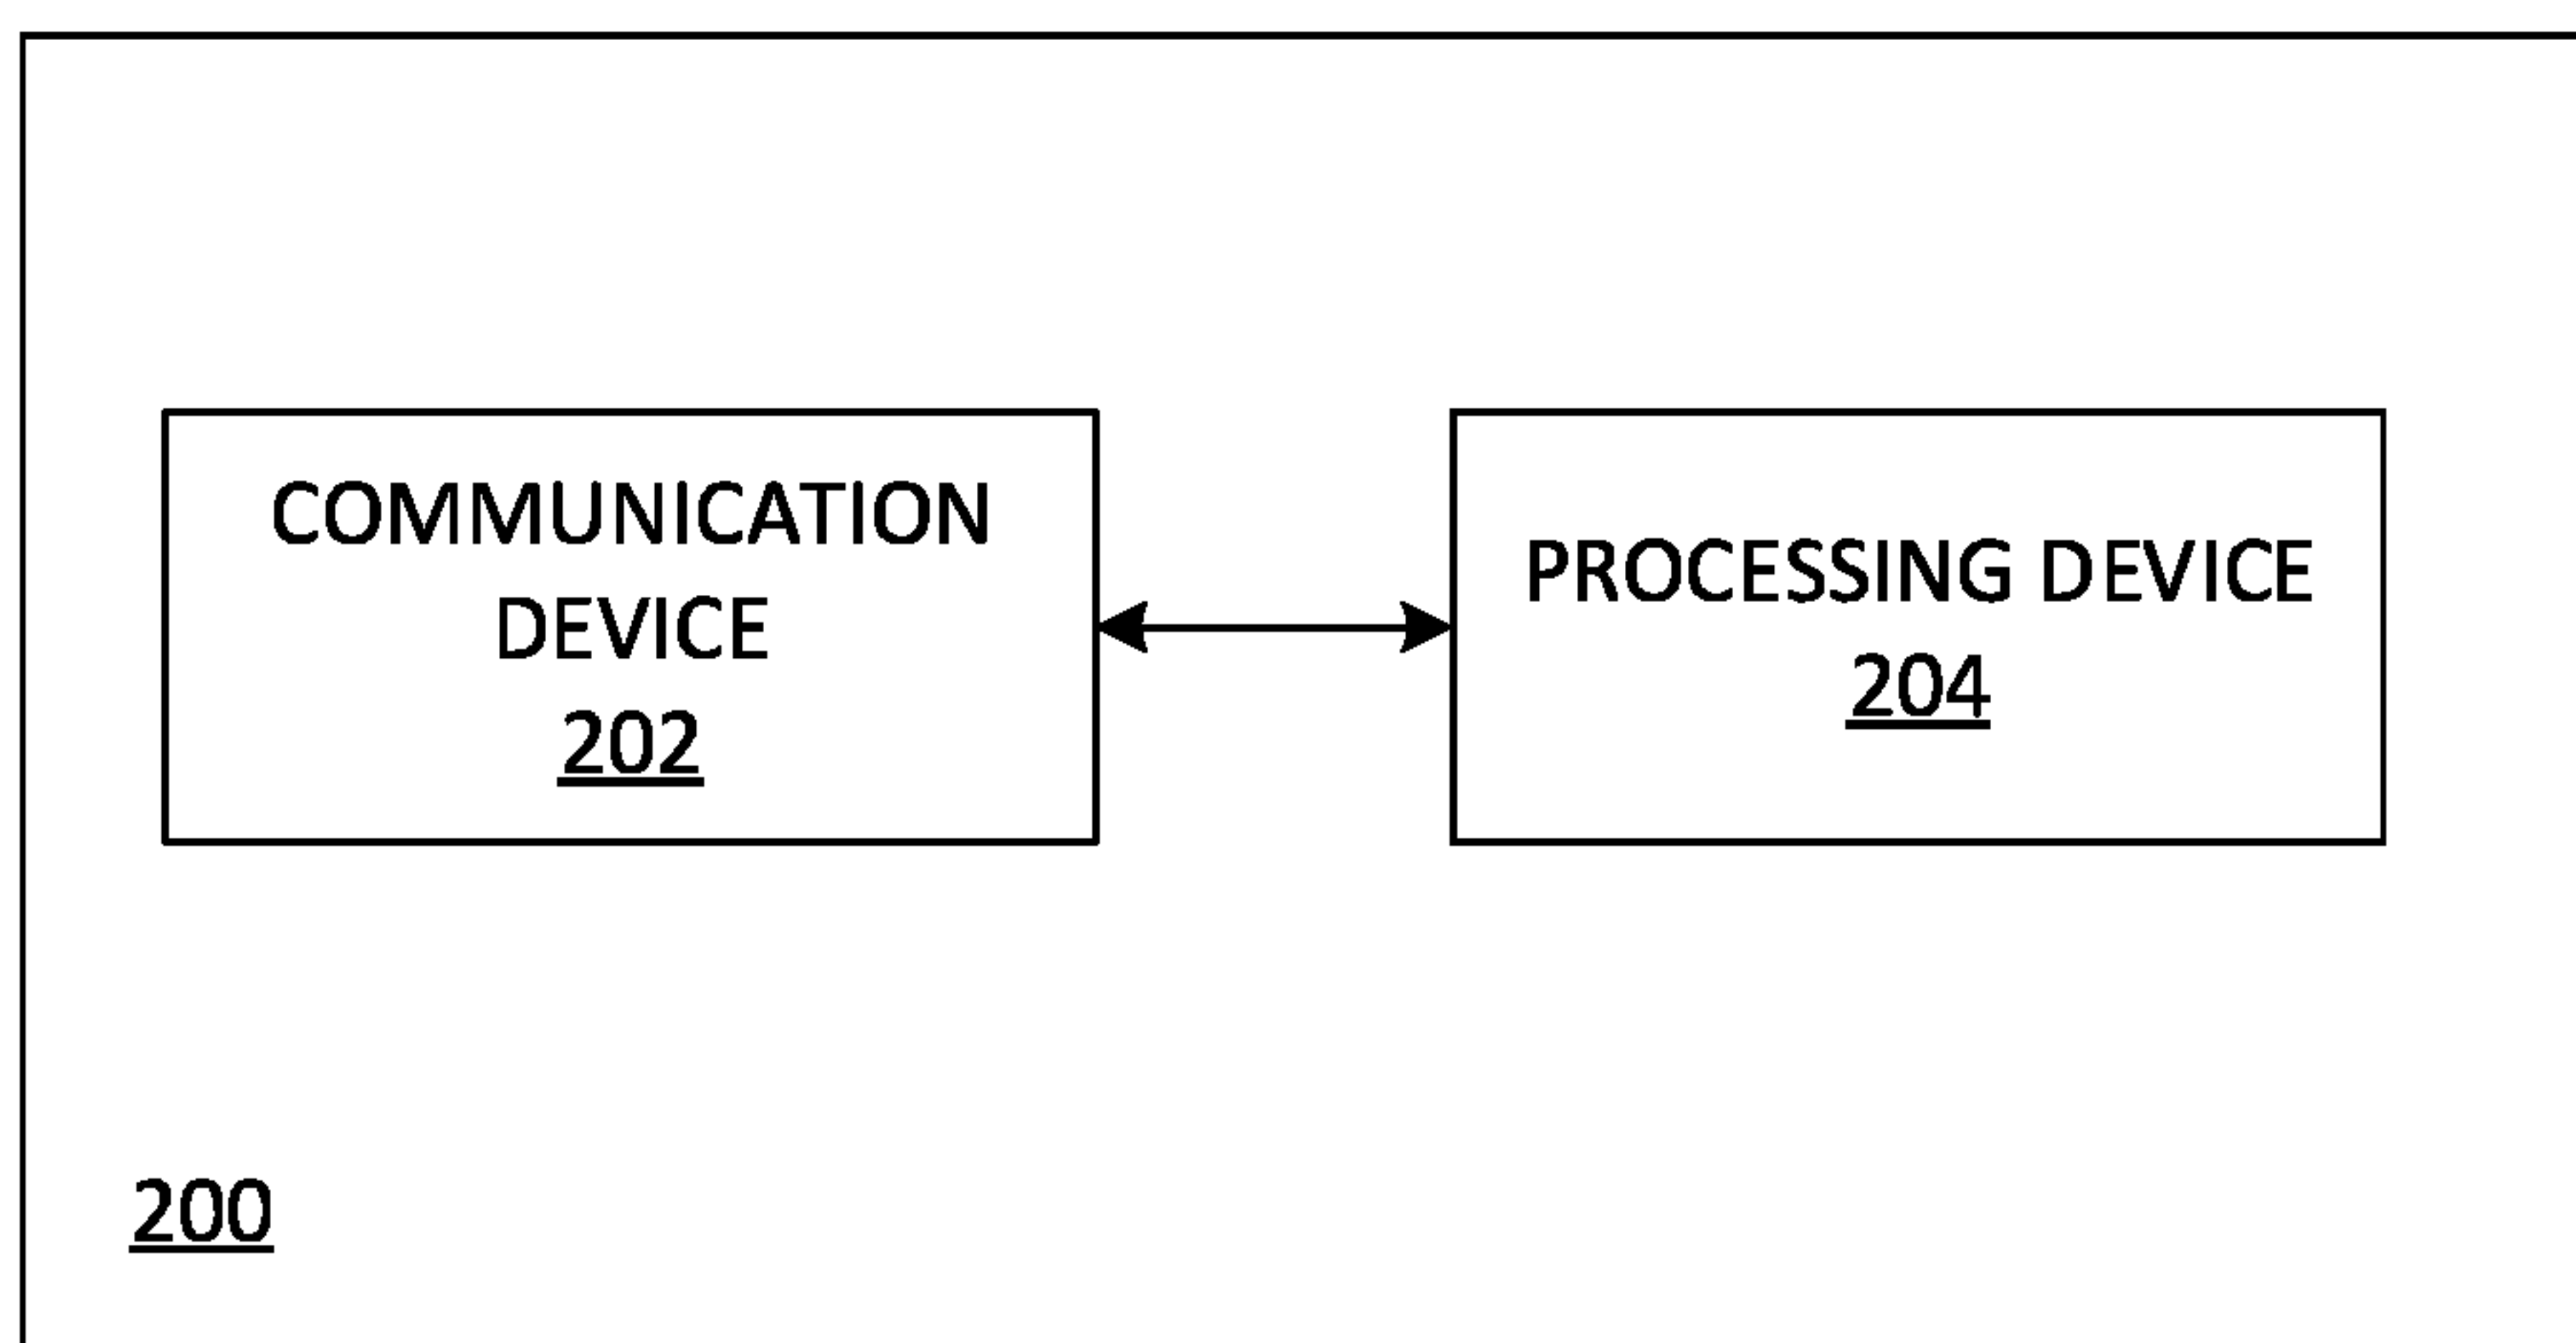 COMMUNICATION
DEVICE
202
PROCESSING DEVICE
204
200